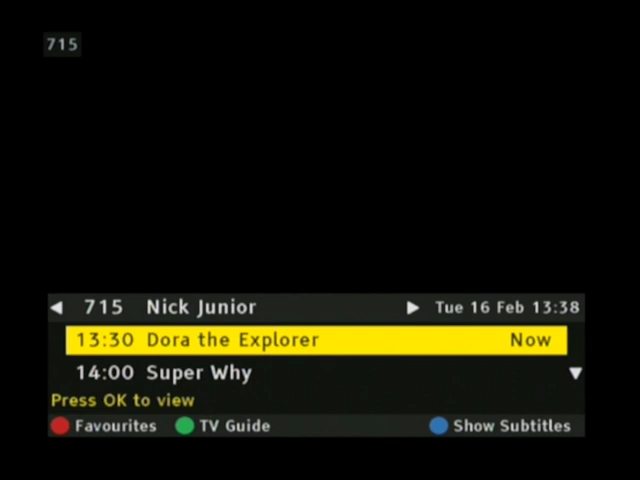 715
715 Nick Junior Tue 16 Feb 13:38
13:30 Dora the Explorer Now
14:00 Super Why
Press OK to view
Favourites TV Guide Show Subtitles